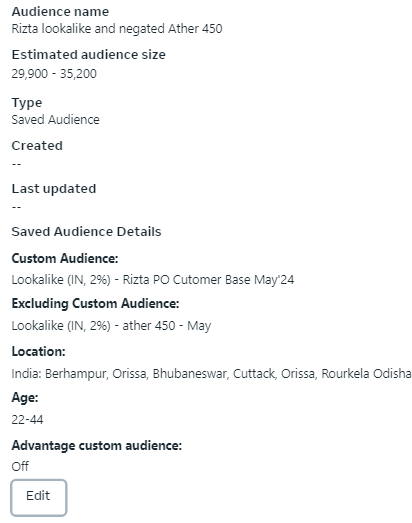 Audience name
Rizta lookalike and negated Ather 450
Estimated audience size
29,900 - 35,200
Type
Saved Audience
Created
--
Last updated
--
Saved Audience Details
Custom Audience:
Lookalike (IN, 2%) - Rizta PO Cutomer Base May'24
Excluding Custom Audience:
Lookalike (IN, 2%) - ather 450 - May
Location:
India: Berhampur, Orissa, Bhubaneswar, Cuttack, Orissa, Rourkela Odisha
Age:
22-44
Advantage custom audience:
Off
Edit